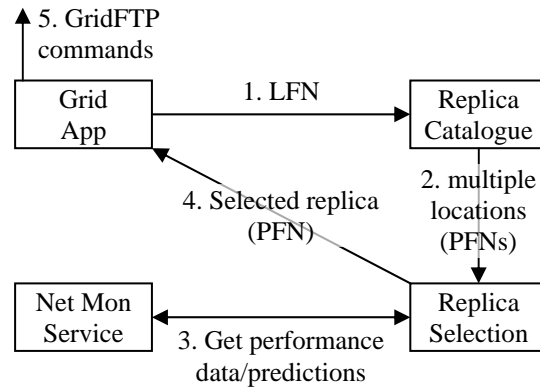 5. GridFTP
commands
Grid
App
1. LFN
Replica
Catalogue
2. multiple
locations
(PFNs)
4. Selected replica
(PFN)
Net Mon
Service
3. Get performance
data/predictions
Replica
Selection